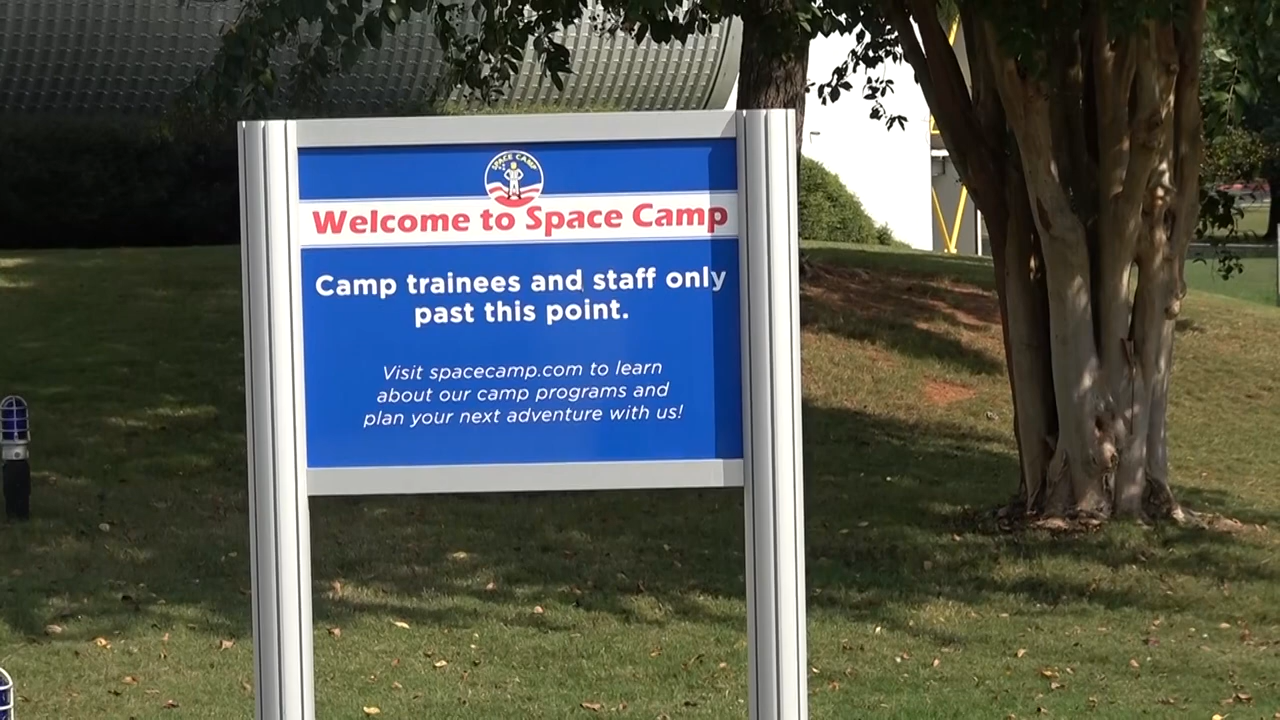 SPACE CAMP
Welcome to Space Camp
Camp trainees and staff only
past this point.
Visit spacecamp.com to learn
about our camp programs and
plan your next adventure with us!